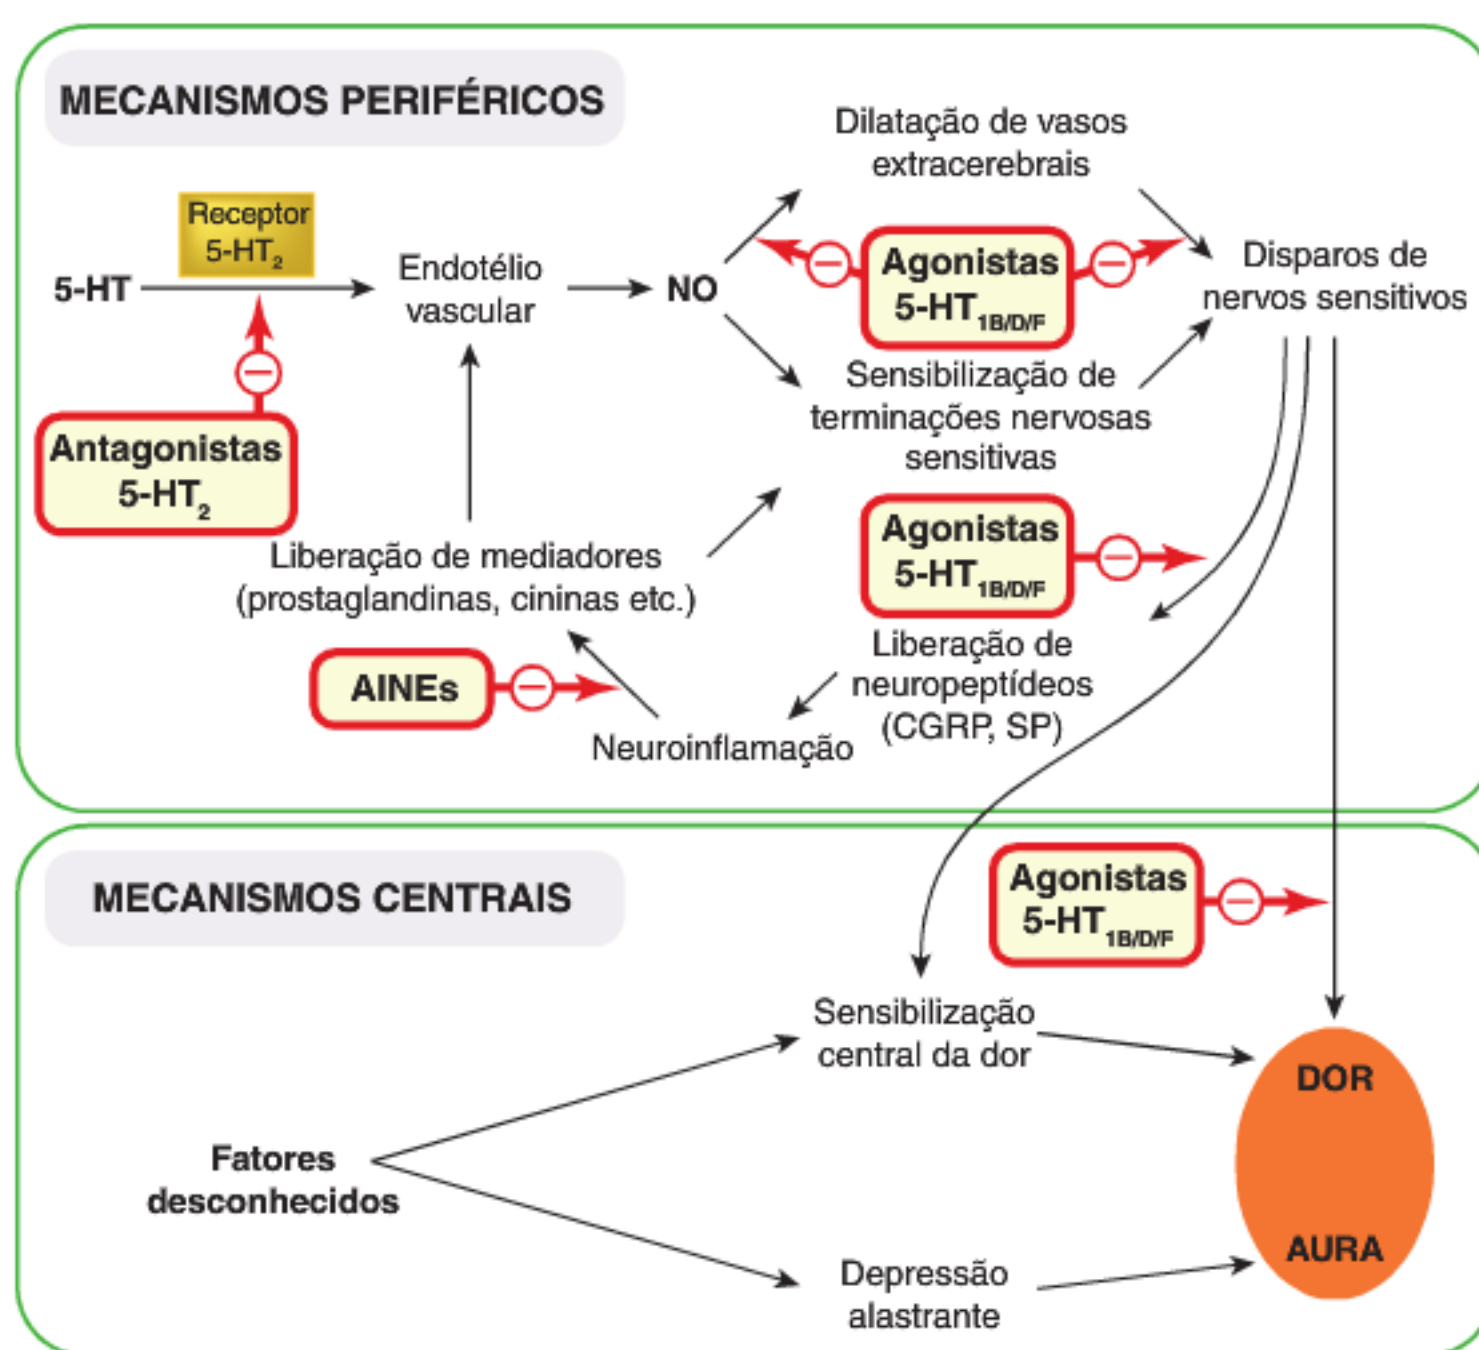 MECANISMOS PERIFÉRICOS
Dilatação de vasos
extracerebrais
Receptor
5-HT₂
5-HT
Endotélio
vascular
NO
Agonistas
5-HT1B/D/F
Disparos de
nervos sensitivos
Antagonistas
5-HT₂
Sensibilização de
terminações nervosas
sensitivas
Agonistas
5-HT1B/D/F
Liberação de mediadores
(prostaglandinas, cininas etc.)
AINEs
Liberação de
neuropeptídeos
(CGRP, SP)
Neuroinflamação
MECANISMOS CENTRAIS
Agonistas
5-HT1B/D/F
Sensibilização
central da dor
DOR
Fatores
desconhecidos
AURA
Depressão
alastrante